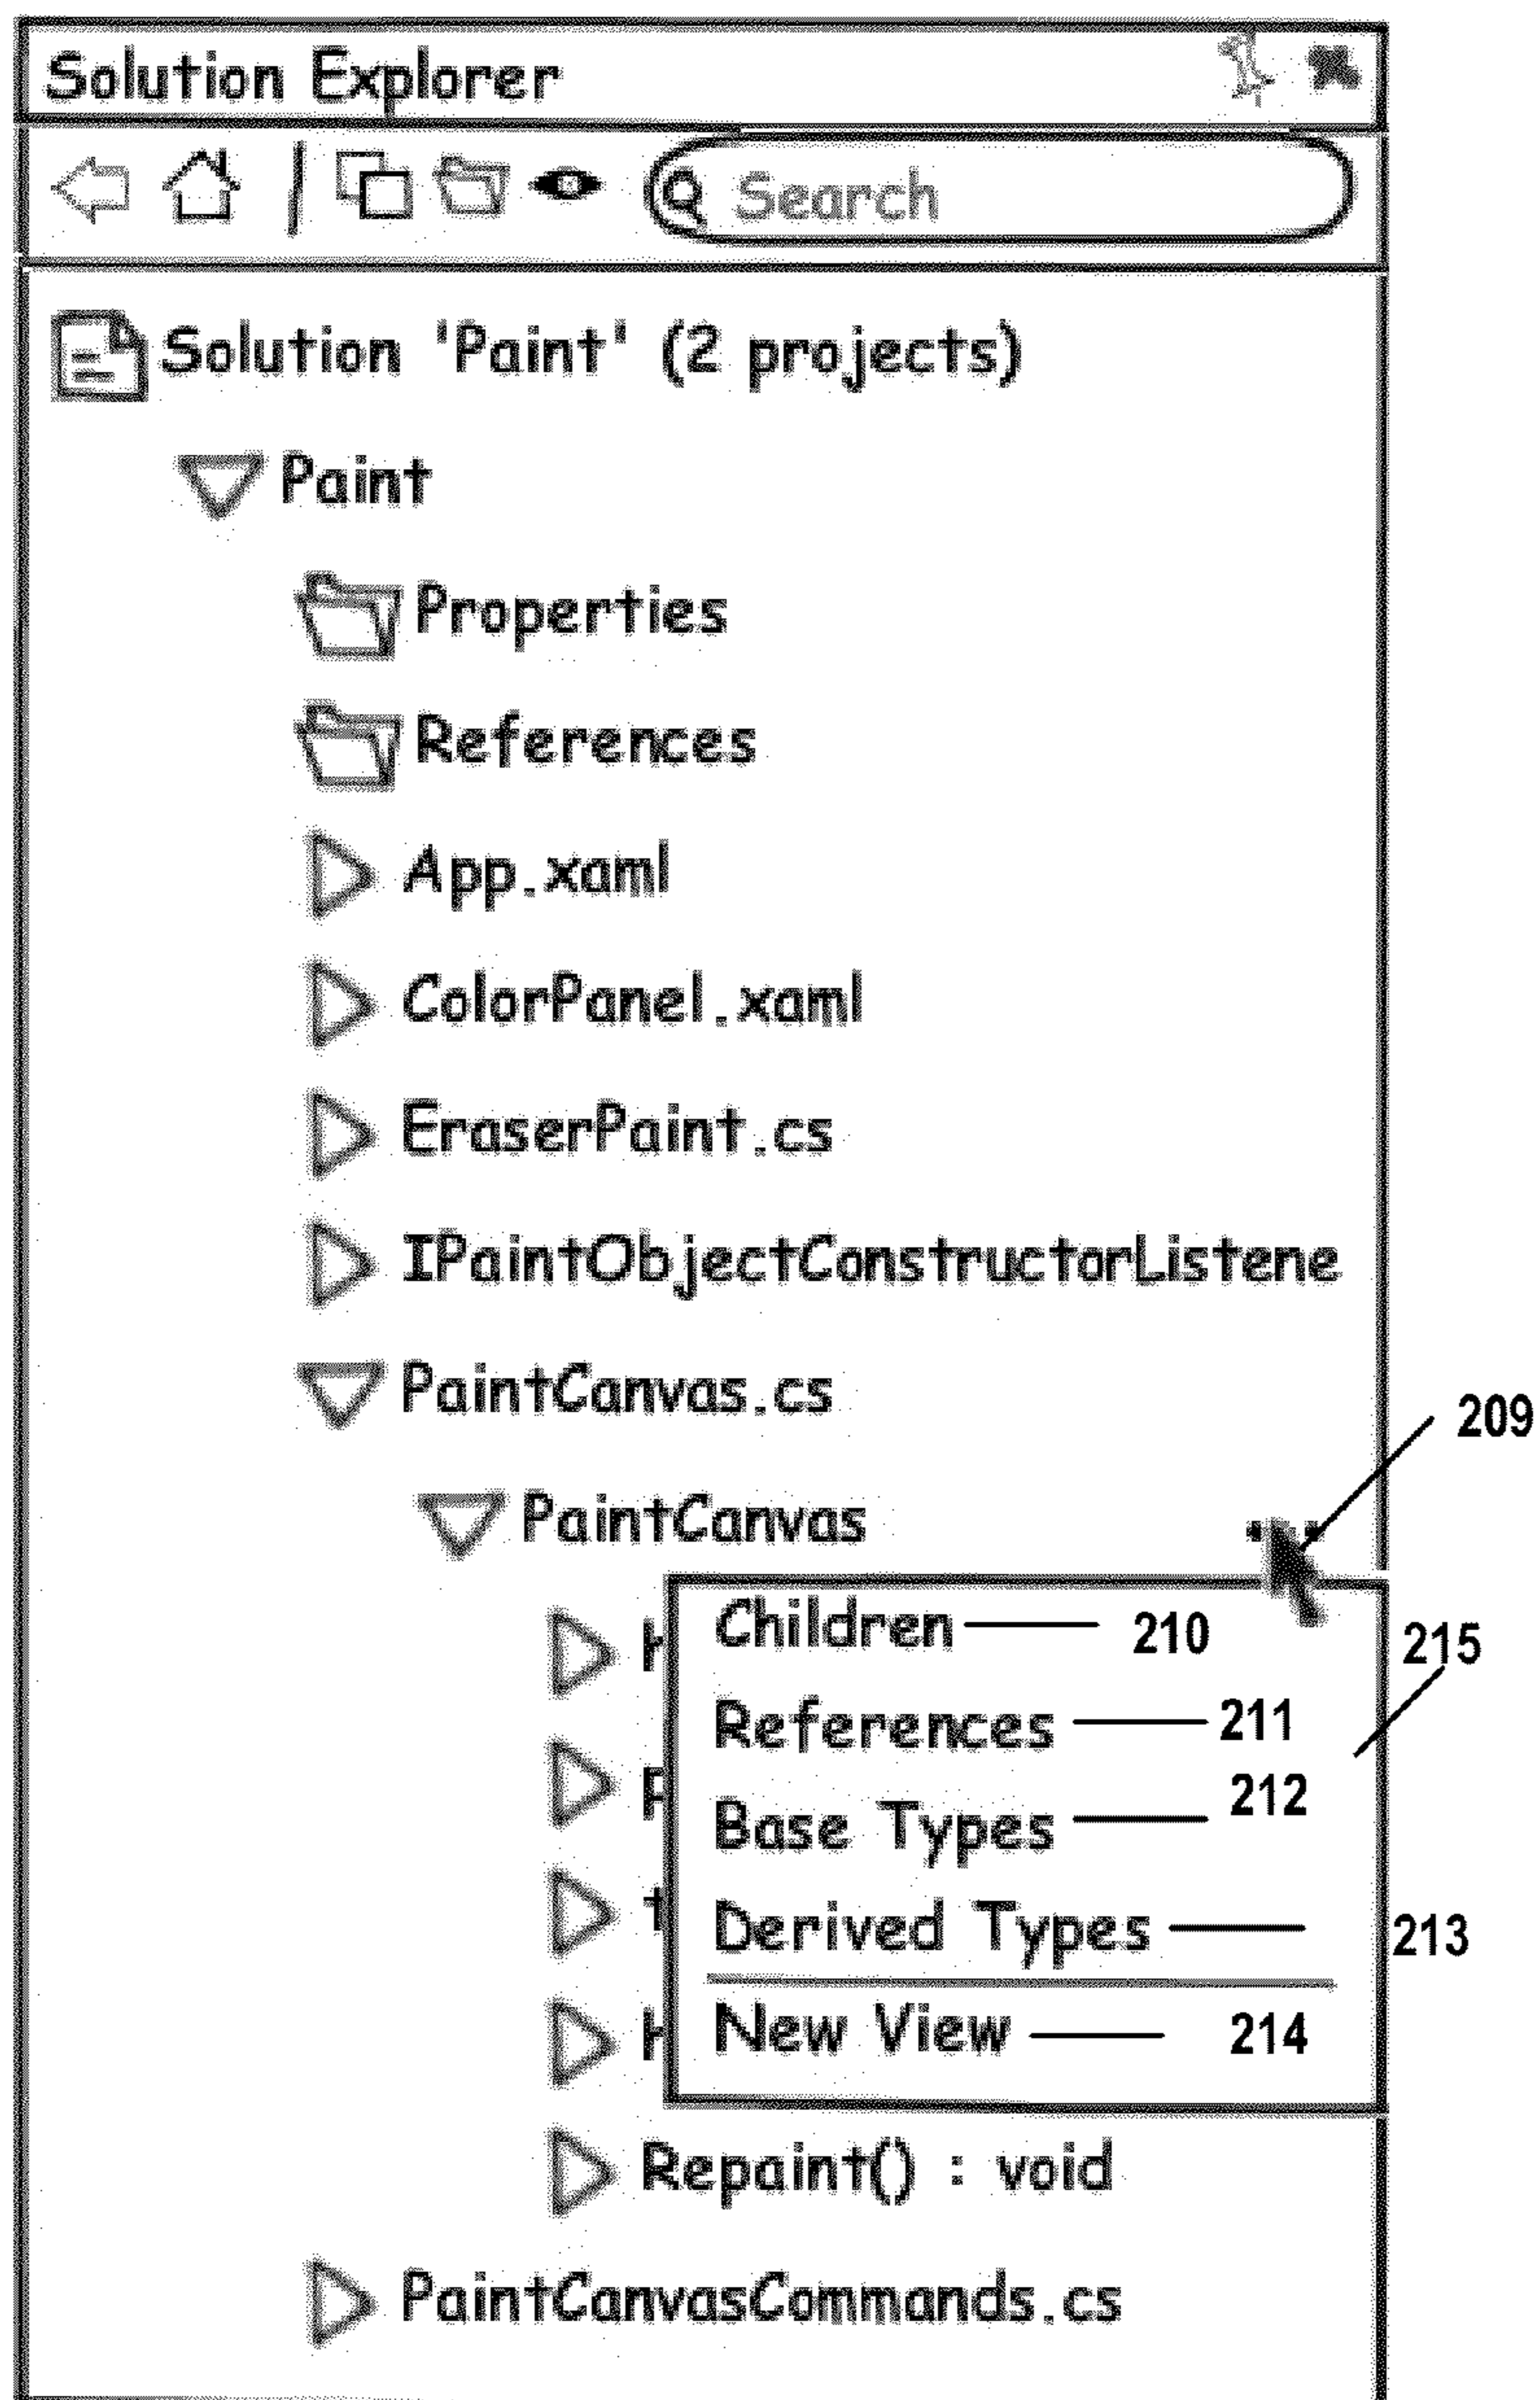 Solution Explorer
Search
Solution 'Paint' (2 projects)
Paint
Properties
References
App.xaml
ColorPanel.xaml
EraserPaint.cs
IPaintObjectConstructorListene
PaintCanvas.cs
209
PaintCanvas ...
Children 210
215
References 211
Base Types 212
Derived Types 213
New View 214
Repaint() : void
PaintCanvasCommands.cs